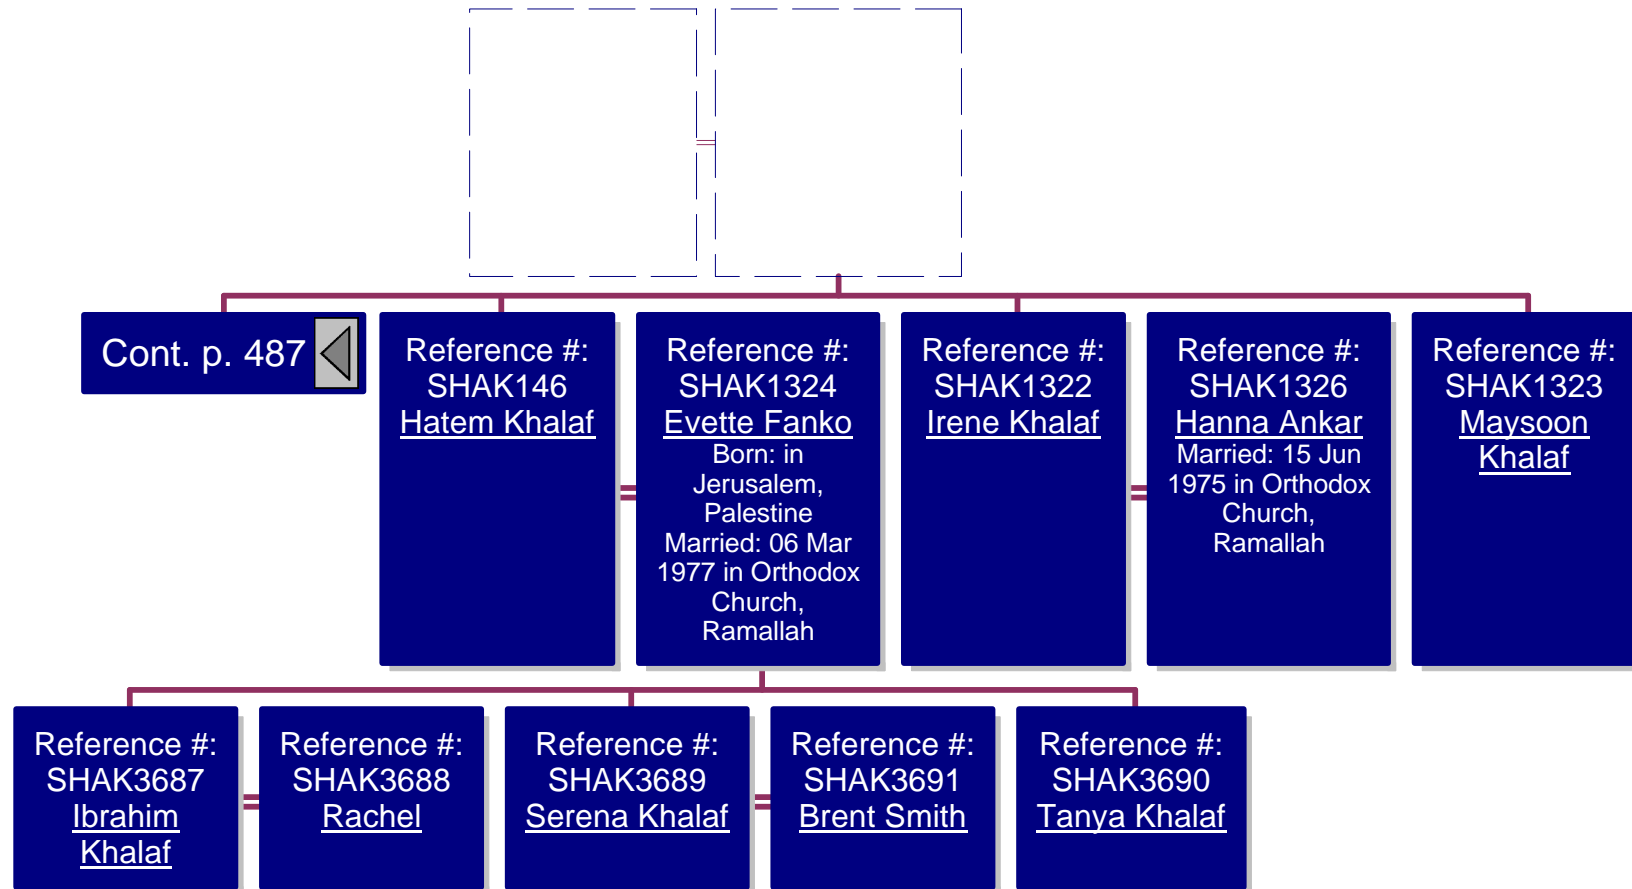 Cont. p. 487
Reference #:
SHAK146
Hatem Khalaf
Reference #:
SHAK1324
Evette Fanko
Born: in
Jerusalem,
Palestine
Married: 06 Mar
1977 in Orthodox
Church,
Ramallah
Reference #:
SHAK1322
Irene Khalaf
Reference #:
SHAK1326
Hanna Ankar
Married: 15 Jun
1975 in Orthodox
Church,
Ramallah
Reference #:
SHAK1323
Maysoon
Khalaf
Reference #:
SHAK3687
Ibrahim
Khalaf
Reference #:
SHAK3688
Rachel
Reference #:
SHAK3689
Serena Khalaf
Reference #:
SHAK3691
Brent Smith
Reference #:
SHAK3690
Tanya Khalaf